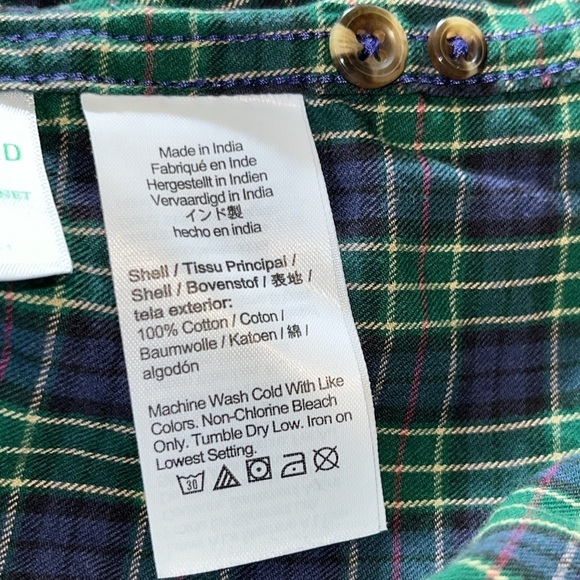 D
NET
Made in India
Fabriqué en Inde
Hergestellt in Indien
Vervaardigd in India
インド製
hecho en india
Shell / Tissu Principal /
Shell / Bovenstof / 表地 /
tela exterior:
100% Cotton / Coton /
Baumwolle / Katoen / 綿 /
algodón
Machine Wash Cold With Like
Colors. Non-Chlorine Bleach
Only. Tumble Dry Low. Iron on
Lowest Setting.
30